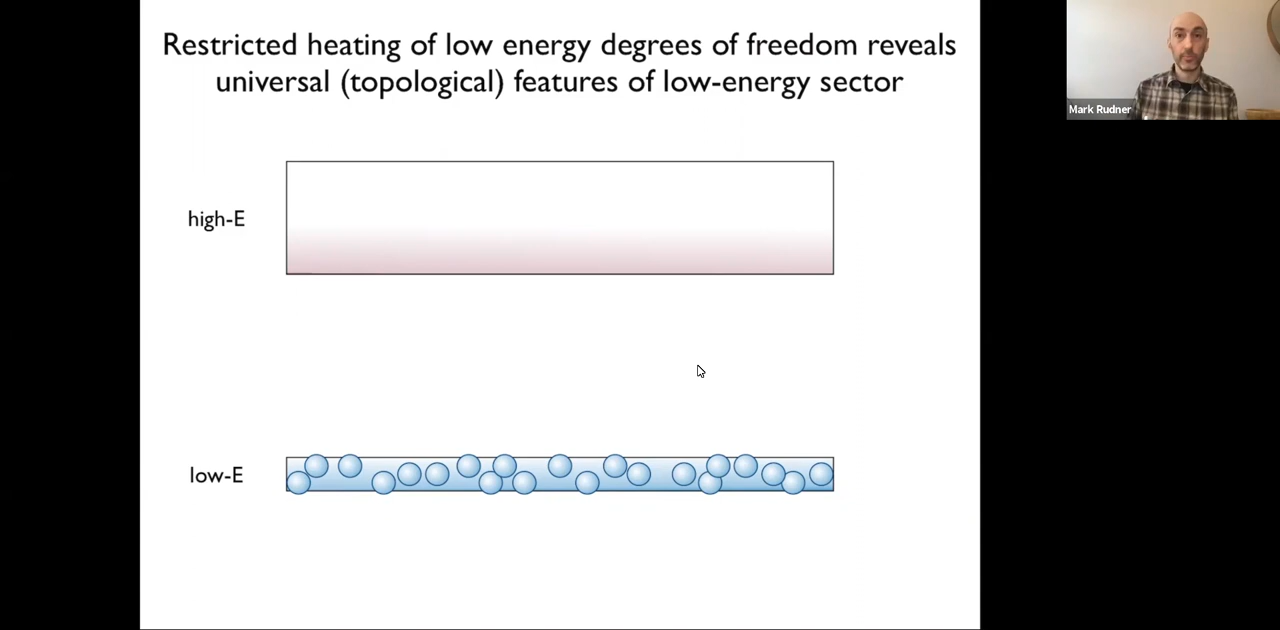 Restricted heating of low energy degrees of freedom reveals
universal (topological) features of low-energy sector
Mark Rudner
high-E
low-E